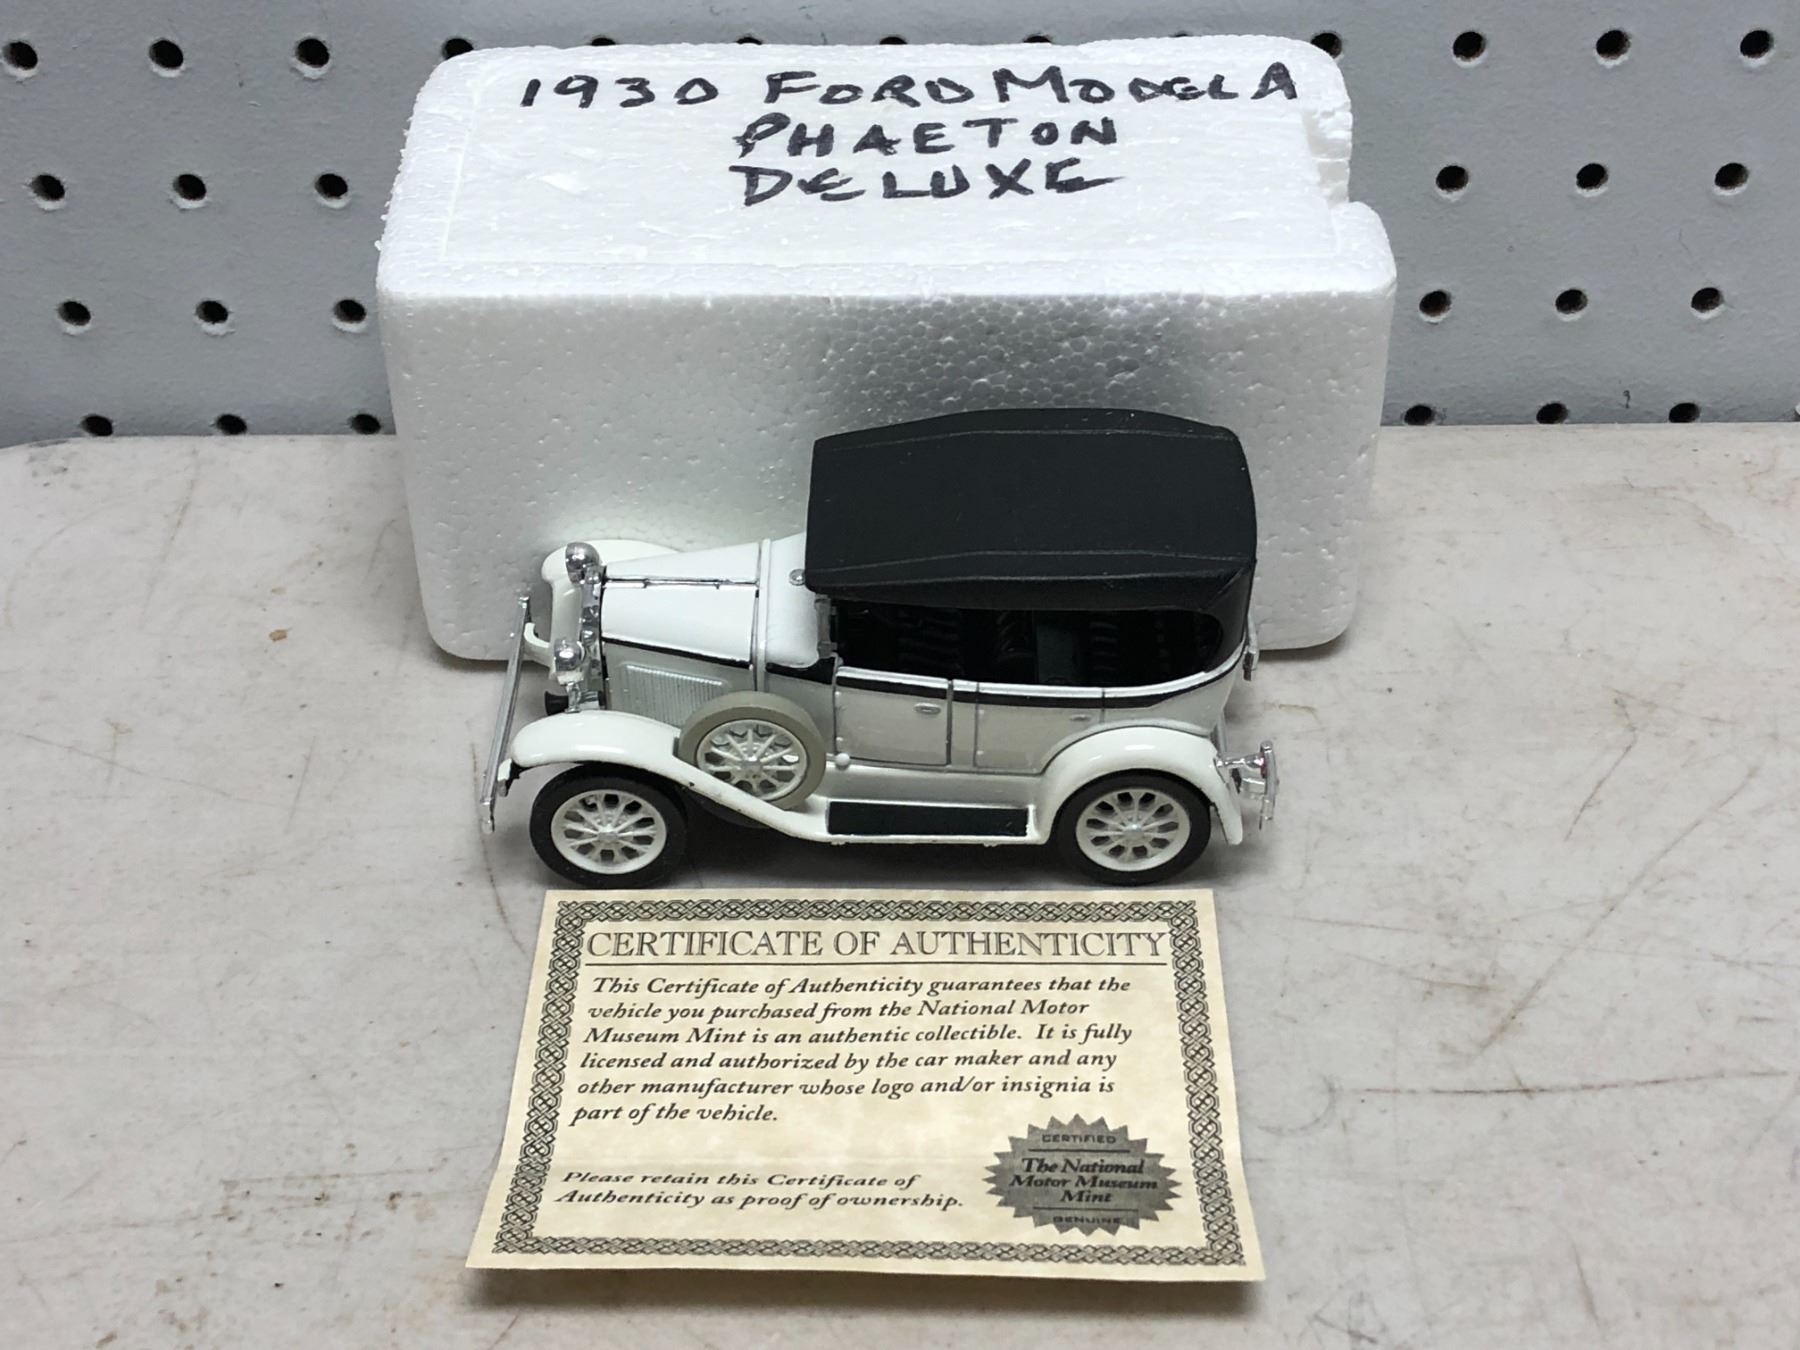 1930 FORD MODEL A
PHAETON
DELUXE
CERTIFICATE OF AUTHENTICITY
This Certificate of Authenticity guarantees that the
vehicle you purchased from the National Motor
Museum Mint is an authentic collectible. It is fully
licensed and authorized by the car maker and any
other manufacturer whose logo and/or insignia is
part of the vehicle.
Please retain this Certificate of
Authenticity as proof of ownership.
CERTIFIED
The National
Motor Museum
Mint
GENUINE